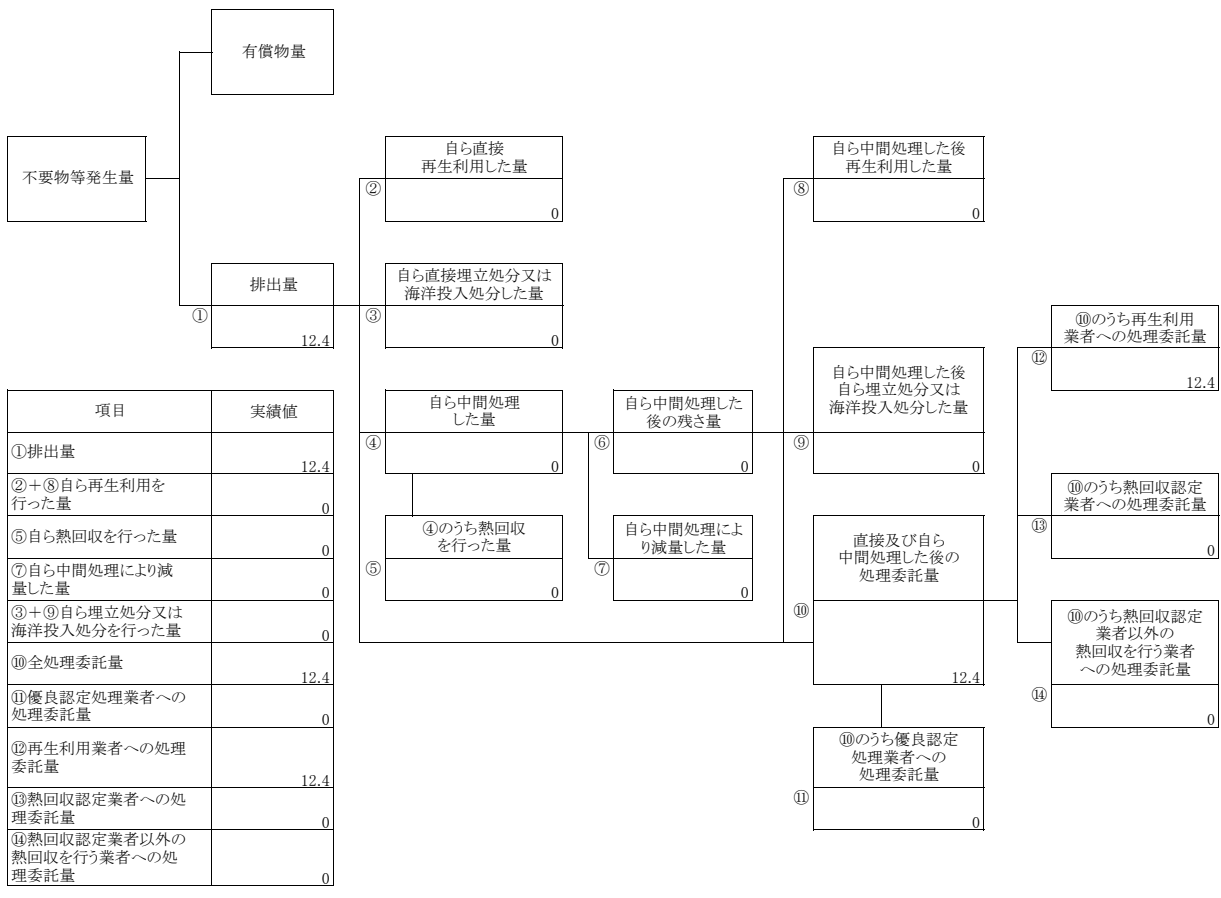 有償物量
不要物等発生量
排出量
①
12.4
自ら直接
再生利用した量
②
0
自ら直接埋立処分又は
海洋投入処分した量
③
0
自ら中間処理
した量
④
0
④のうち熱回収
を行った量
⑤
0
自ら中間処理した
後の残さ量
⑥
0
自ら中間処理によ
り減量した量
⑦
0
自ら中間処理した後
再生利用した量
⑧
0
自ら中間処理した後
自ら埋立処分又は
海洋投入処分した量
⑨
0
直接及び自ら
中間処理した後の
処理委託量
⑩
12.4
⑩のうち優良認定
処理業者への
処理委託量
⑪
0
⑩のうち再生利用
業者への処理委託量
⑫
12.4
⑩のうち熱回収認定
業者への処理委託量
⑬
0
⑩のうち熱回収認定
業者以外の
熱回収を行う業者
への処理委託量
⑭
0
項目 実績値
①排出量
12.4
②＋⑧自ら再生利用を
行った量
0
⑤自ら熱回収を行った量
0
⑦自ら中間処理により減
量した量
0
③＋⑨自ら埋立処分又は
海洋投入処分を行った量
0
⑩全処理委託量
12.4
⑪優良認定処理業者への
処理委託量
0
⑫再生利用業者への処理
委託量
12.4
⑬熱回収認定業者への処
理委託量
0
⑭熱回収認定業者以外の
熱回収を行う業者への処
理委託量
0